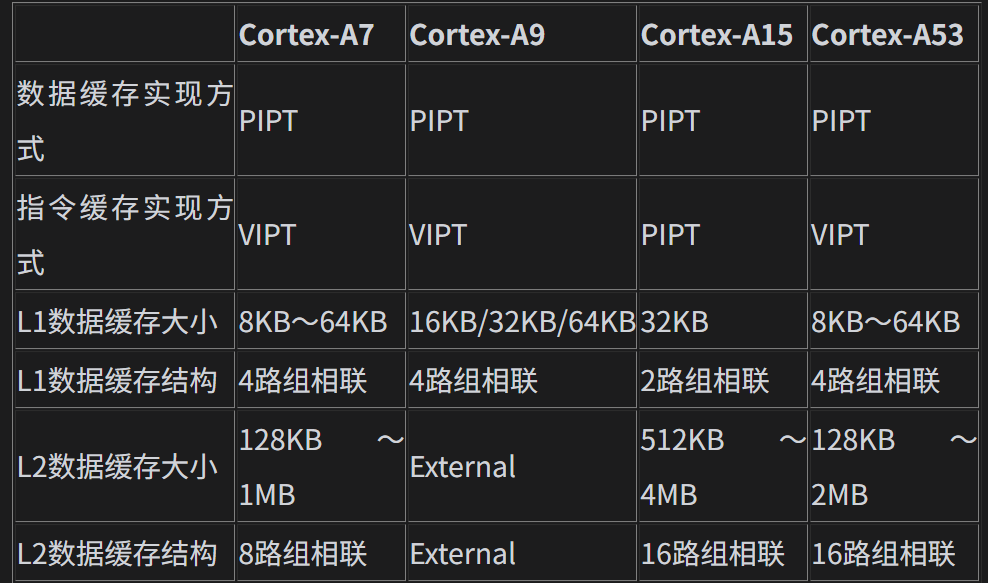 Cortex-A7 Cortex-A9 Cortex-A15 Cortex-A53
数据缓存实现方
式
PIPT PIPT PIPT PIPT
指令缓存实现方
式
VIPT VIPT PIPT VIPT
L1数据缓存大小 8KB～64KB 16KB/32KB/64KB 32KB 8KB～64KB
L1数据缓存结构 4路组相联 4路组相联 2路组相联 4路组相联
L2数据缓存大小
128KB ～
1MB
External
512KB ～
4MB
128KB ～
2MB
L2数据缓存结构 8路组相联 External 16路组相联 16路组相联